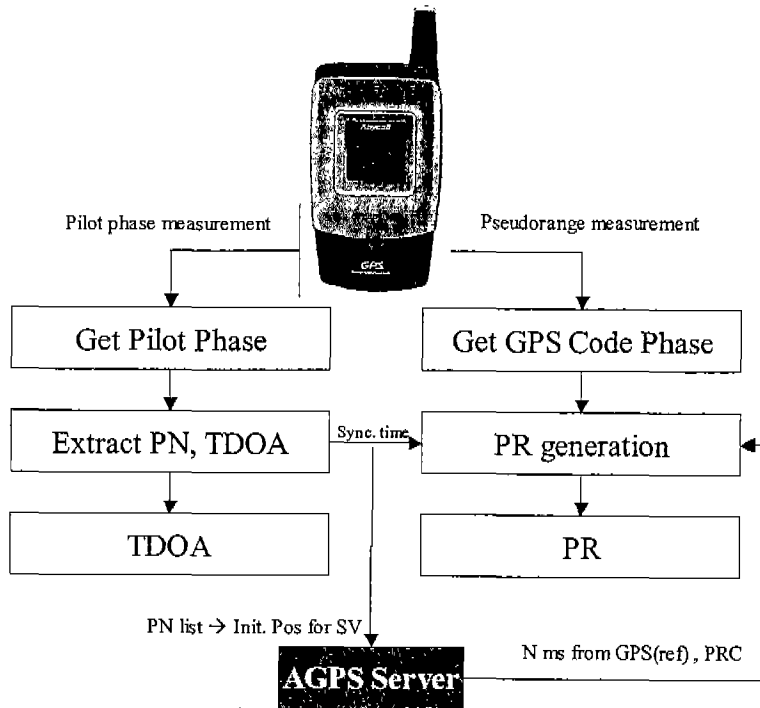 Anycall
GPS
Pilot phase measurement
Pseudorange measurement
Get Pilot Phase
Get GPS Code Phase
Extract PN, TDOA
Sync. time
PR generation
TDOA
PR
PN list → Init. Pos for SV
N ms from GPS(ref) , PRC
AGPS Server